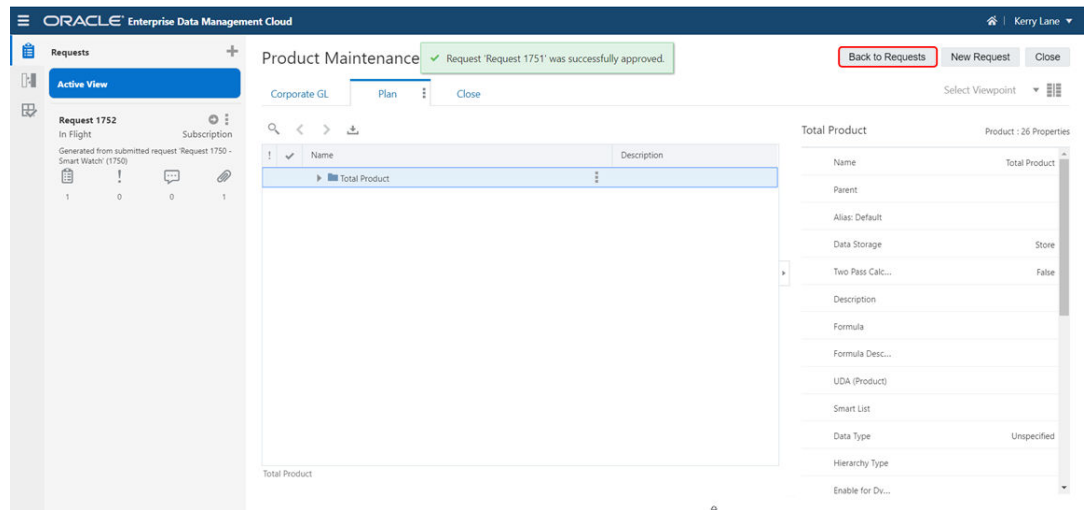 ORACLE® Enterprise Data Management Cloud
Kerry Lane
Requests
Active View
Request 1752
In Flight
Subscription
Generated from submitted request 'Request 1750 -
Smart Watch' (1750)
1 0 0 1
Product Maintenance
Request 'Request 1751' was successfully approved.
Back to Requests
New Request
Close
Corporate GL
Plan
Close
Select Viewpoint
! Name
Description
Total Product
Total Product
Total Product
Product : 26 Properties
Name Total Product
Parent
Alias: Default
Data Storage Store
Two Pass Calc... False
Description
Formula
Formula Desc...
UDA (Product)
Smart List
Data Type Unspecified
Hierarchy Type
Enable for Dy...